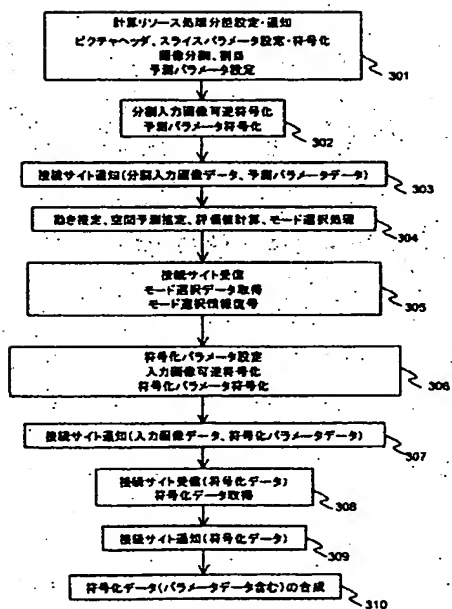 計算リソース処理分担設定・通知
ピクチャヘッダ、スライスパラメータ設定・符号化
画像分割、割当
予測パラメータ設定
301
分割入力画像可逆符号化
予測パラメータ符号化
302
接続サイト通知(分割入力画像データ、予測パラメータデータ)
303
動き推定、空間予測推定、評価値計算、モード選択処理
304
接続サイト受信
モード選択データ取得
モード選択情報復号
305
符号化パラメータ設定
入力画像可逆符号化
符号化パラメータ符号化
306
接続サイト通知(入力画像データ、符号化パラメータデータ)
307
接続サイト受信(符号化データ)
符号化データ取得
308
接続サイト通知(符号化データ)
309
符号化データ(パラメータデータ含む)の合成
310